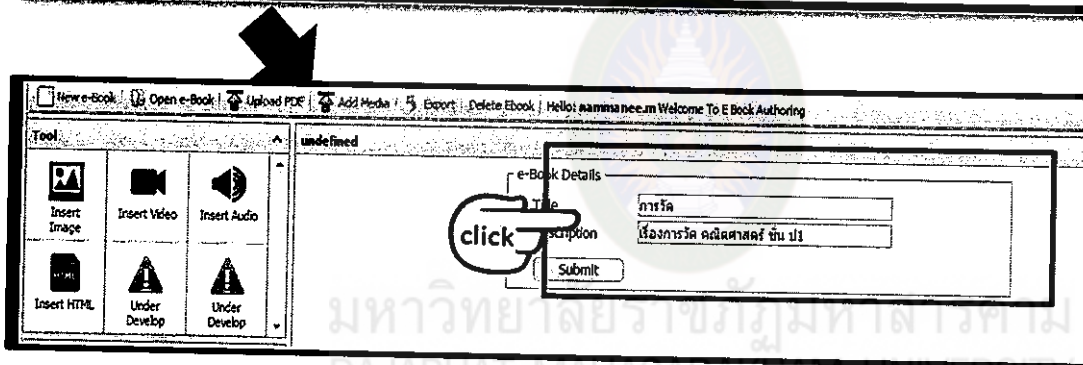 New e-Book | Open e-Book | Upload PDF | Add Media | Export | Delete Ebook | Hello! nammanee.m Welcome To E Book Authoring
Tool
undefined
Insert Image
Insert Video
Insert Audio
Insert HTML
Under Develop
Under Develop
e-Book Details
Title
การวัด
click
scription
เรื่องการวัด คณิตศาสตร์ ชั้น ป1
Submit
มหาวิทยาลัยราชภัฏมหาสารคาม